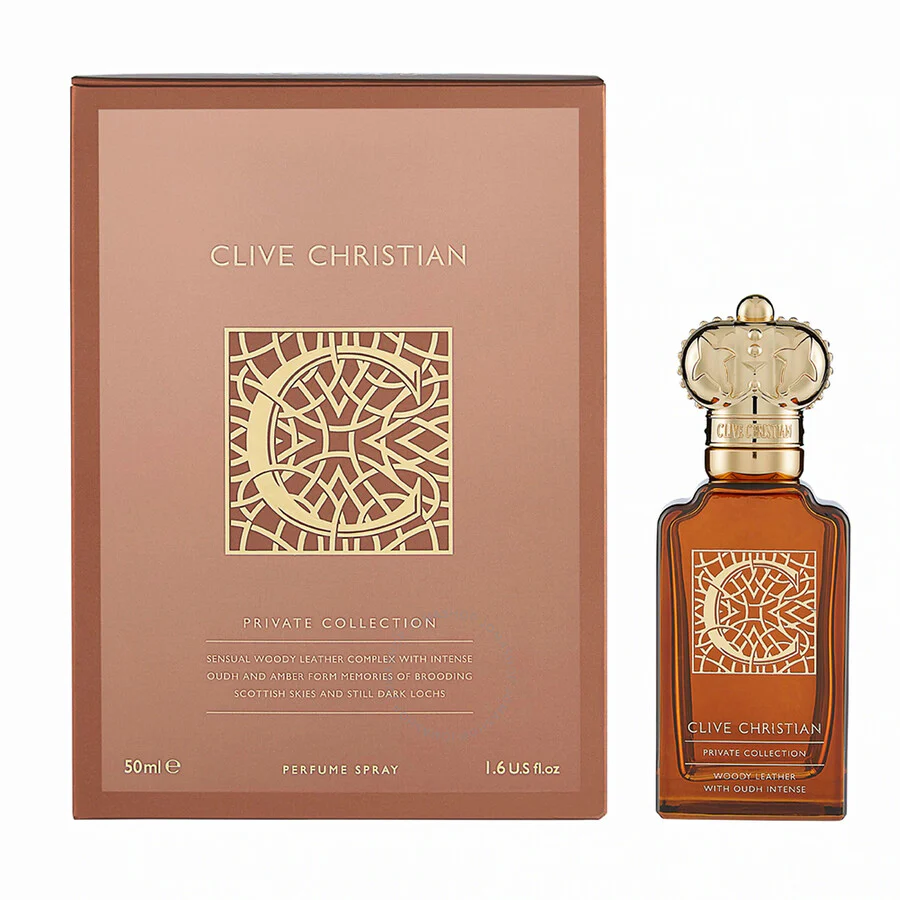 CLIVE CHRISTIAN
PRIVATE COLLECTION
SENSUAL WOODY LEATHER COMPLEX WITH INTENSE
OUDH AND AMBER FORM MEMORIES OF BROODING
SCOTTISH SKIES AND STILL DARK LOCHS
50ml ℮
PERFUME SPRAY
1.6 U.S fl.oz
CLIVE CHRISTIAN
C
CLIVE CHRISTIAN
PRIVATE COLLECTION
WOODY LEATHER
WITH OUDH INTENSE